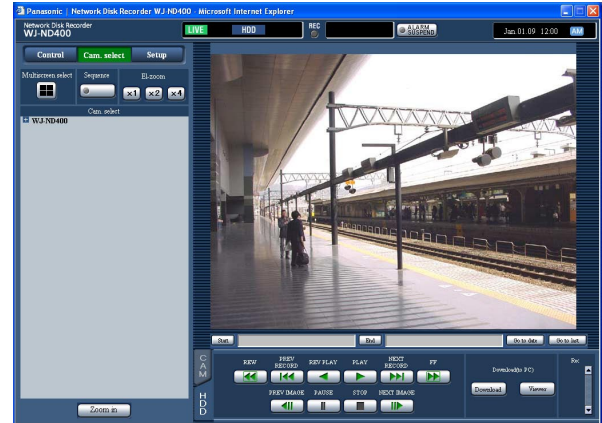 Panasonic | Network Disk Recorder WJ-ND400 - Microsoft Internet Explorer
Network Disk Recorder
WJ-ND400
LIVE HDD REC ALARM SUSPEND Jan.01.09 12:00 AM
Control Cam. select Setup
Multiscreen select Sequence El-zoom
x1 x2 x4
Cam. select
WJ-ND400
Start End Go to date Go to last
CAM
HDD
REW PREV RECORD REV PLAY PLAY NEXT RECORD FF
Download(to PC)
Download Viewer
PREV IMAGE PAUSE STOP NEXT IMAGE
Zoom in